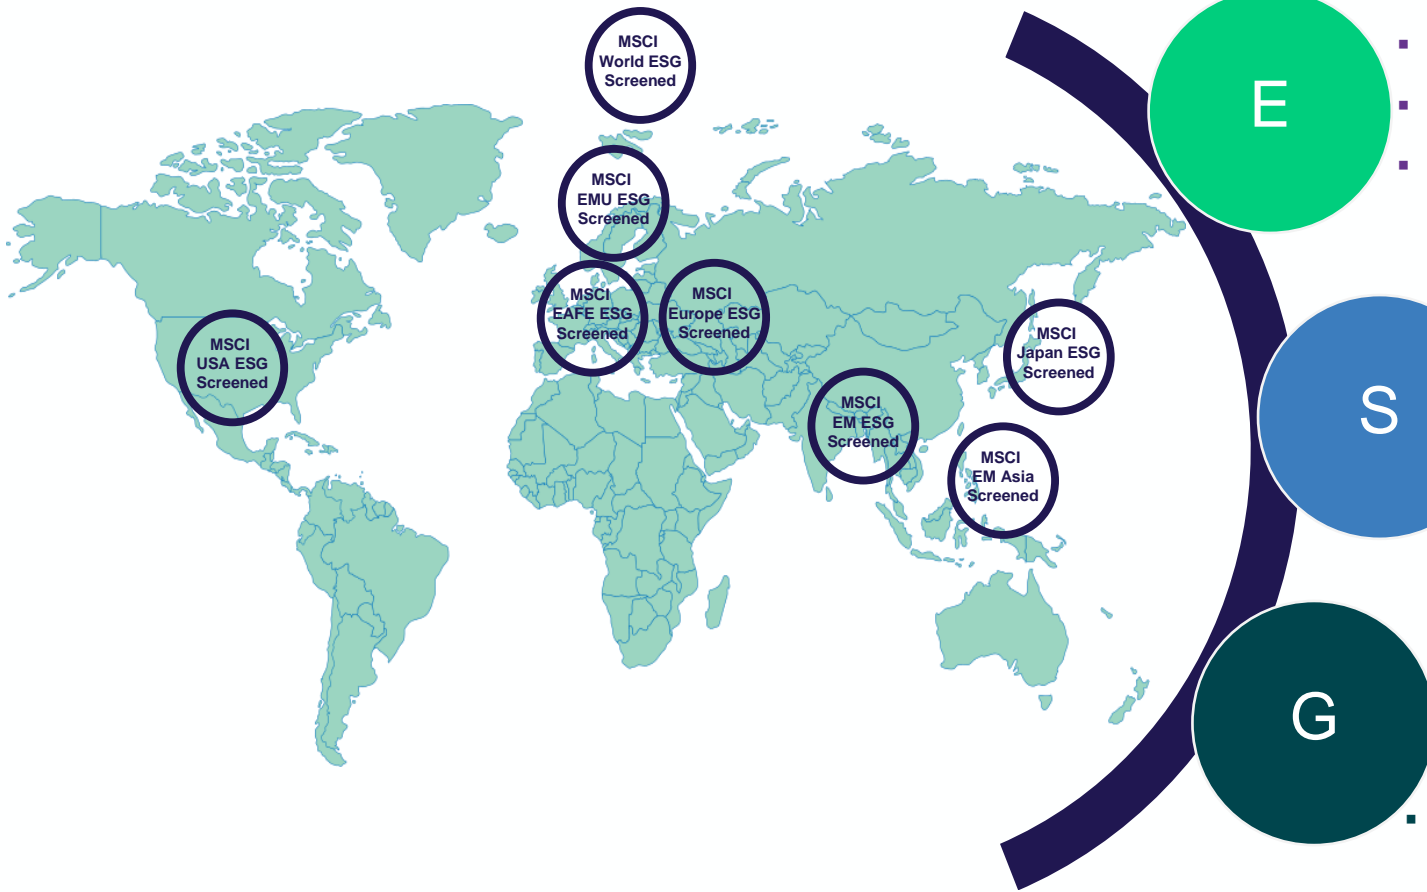 MSCI
World ESG
Screened
MSCI
EMU ESG
Screened
MSCI
EAFE ESG
Screened
MSCI
Europe ESG
Screened
MSCI
USA ESG
Screened
MSCI
Japan ESG
Screened
MSCI
EM ESG
Screened
MSCI
EM Asia
Screened
E
S
G